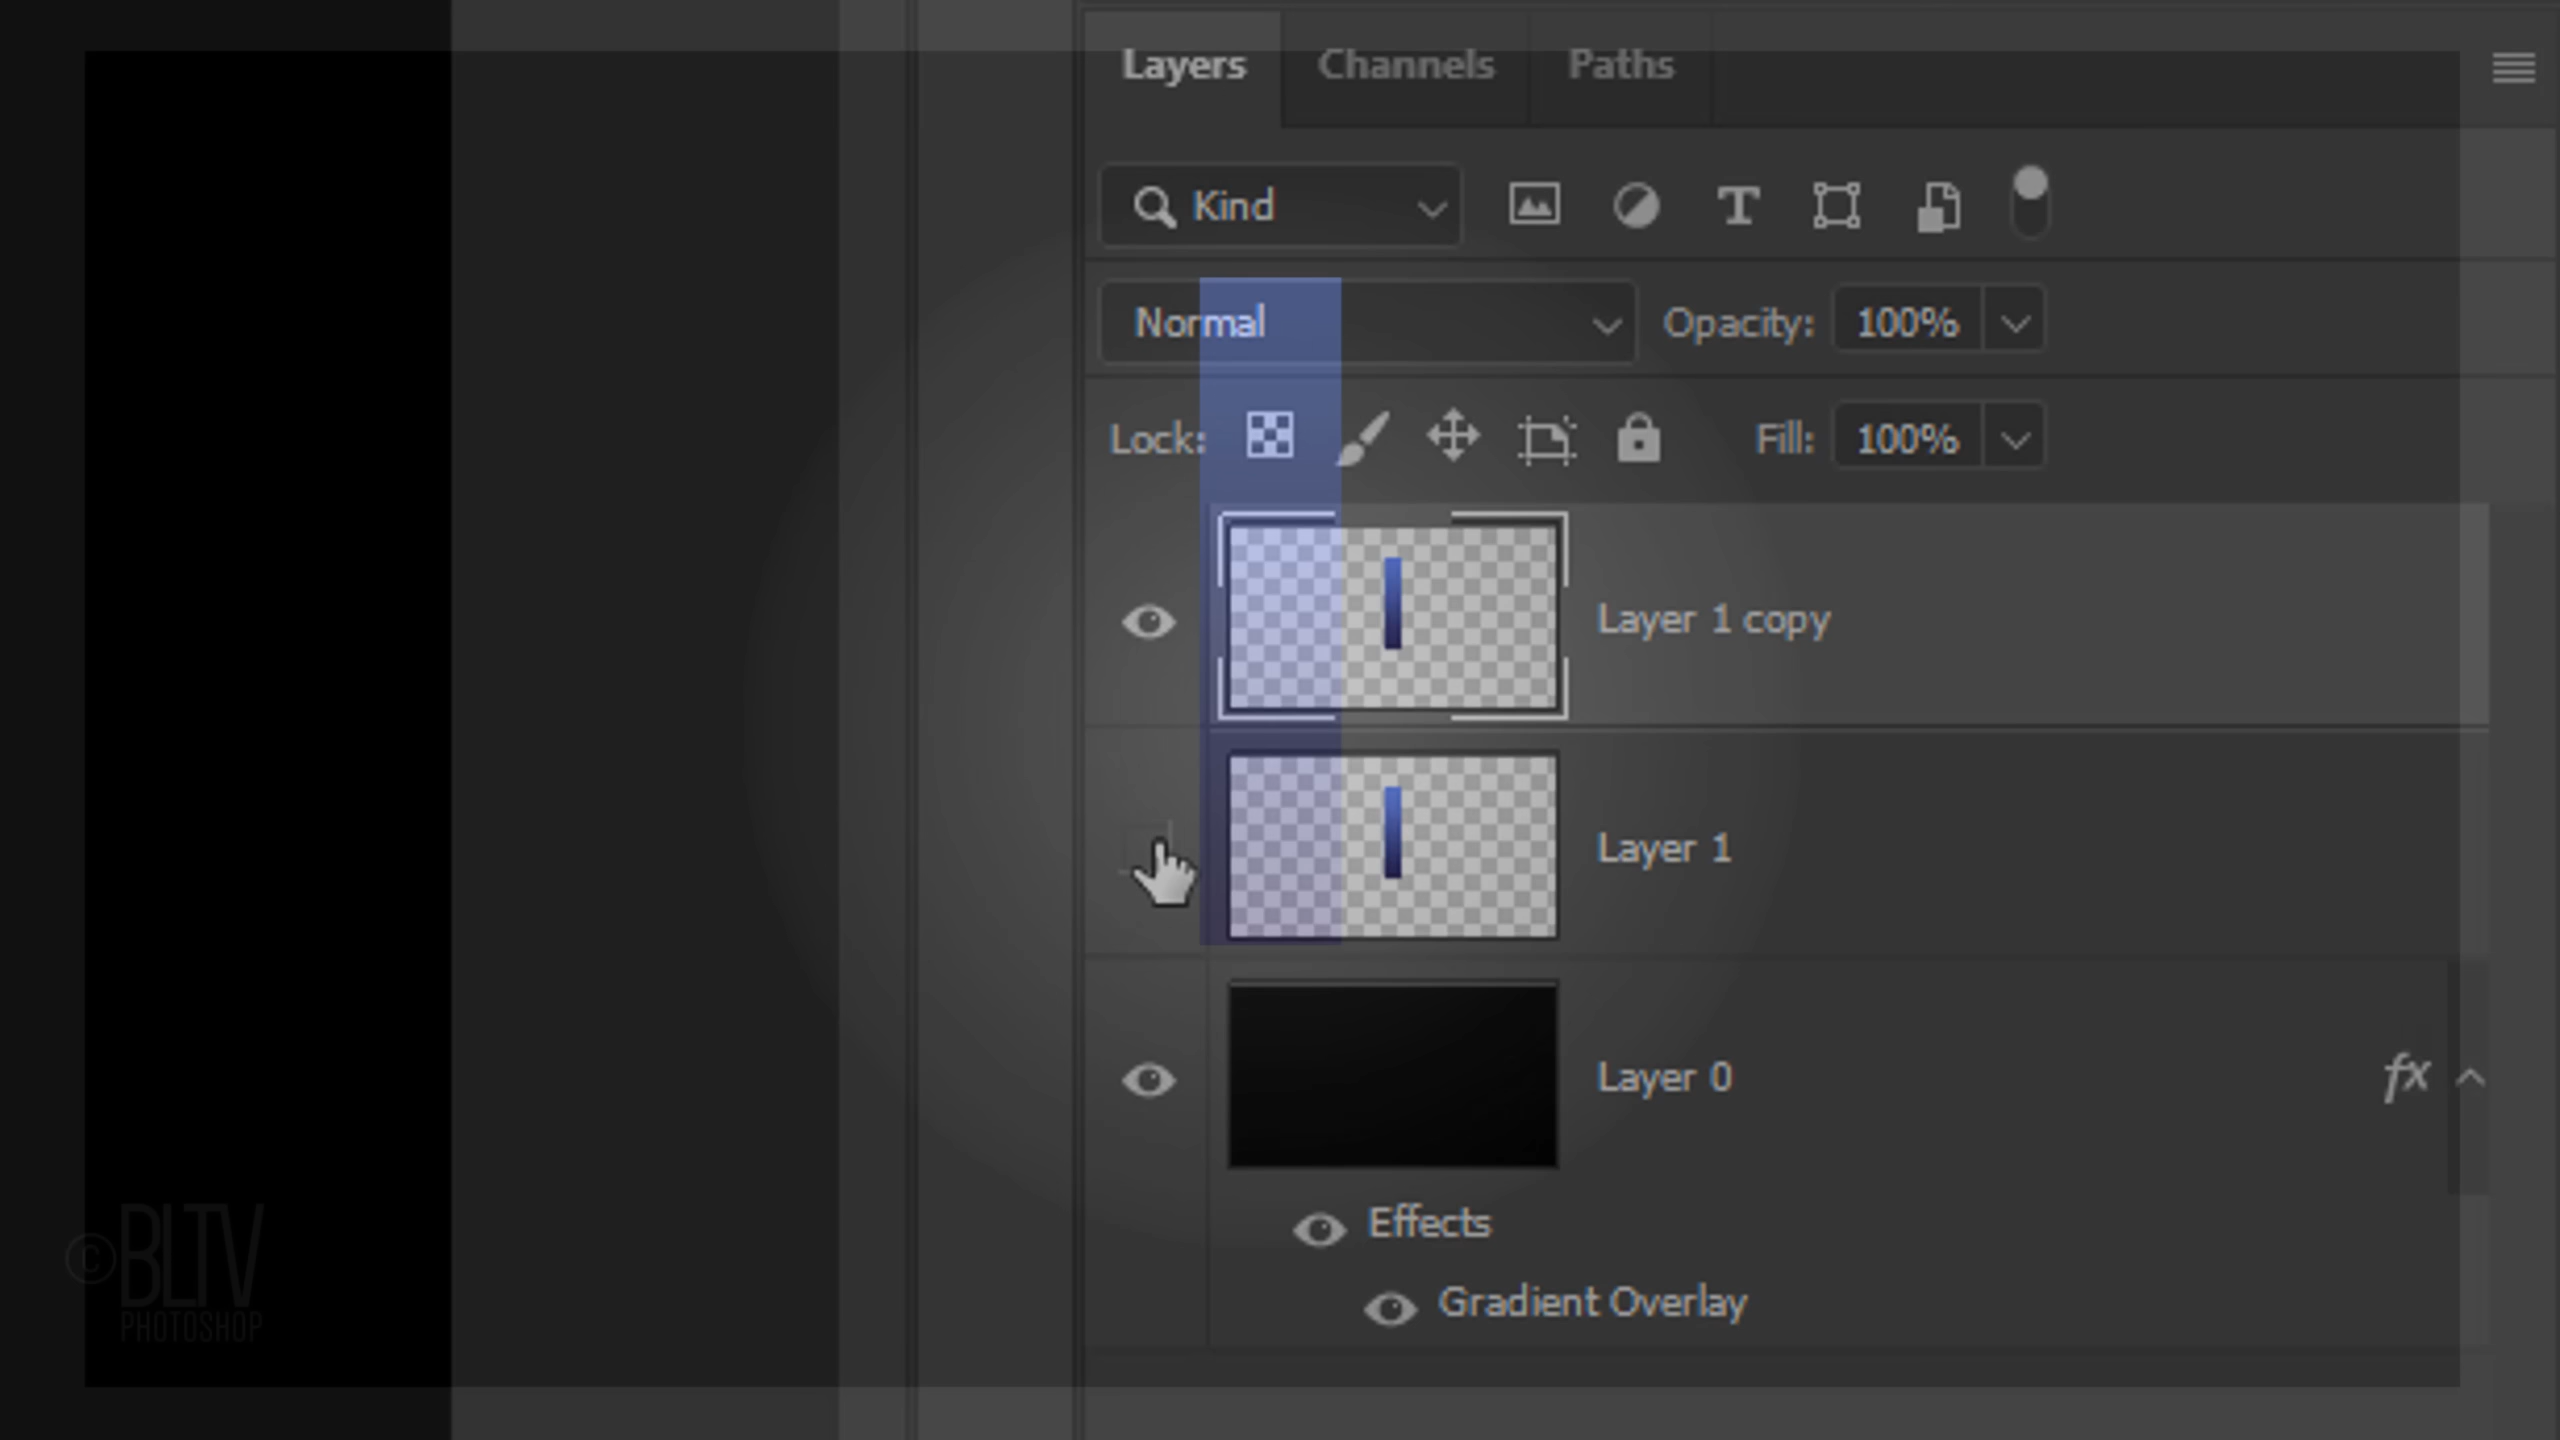 Layers Channels Paths
Kind
Normal Opacity: 100%
Lock: Fill: 100%
Layer 1 copy
Layer 1
Layer 0 fx
Effects
Gradient Overlay
©BLTV
PHOTOSHOP